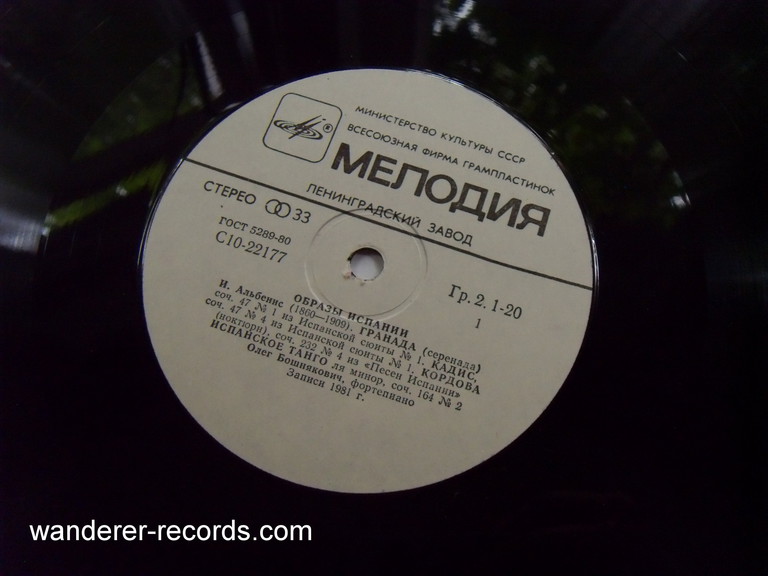 МИНИСТЕРСТВО КУЛЬТУРЫ СССР
ВСЕСОЮЗНАЯ ФИРМА ГРАМПЛАСТИНОК
®
МЕЛОДИЯ
ЛЕНИНГРАДСКИЙ ЗАВОД
СТЕРЕО 33
ГОСТ 5289-80
С10-22177
Гр. 2. 1-20
1
ОБРАЗЫ ИСПАНИИ
И. Альбенис (1860—1909). ГРАНАДА (серенада)
соч. 47 № 1 из Испанской сюиты № 1. КАДИС,
соч. 47 № 4 из Испанской сюиты № 1. КОРДОВА
(ноктюрн), соч. 232 № 4 из «Песен Испании»
ИСПАНСКОЕ ТАНГО ля минор, соч. 164 № 2
Олег Бошнякович, фортепиано
Записи 1981 г.
wanderer-records.com